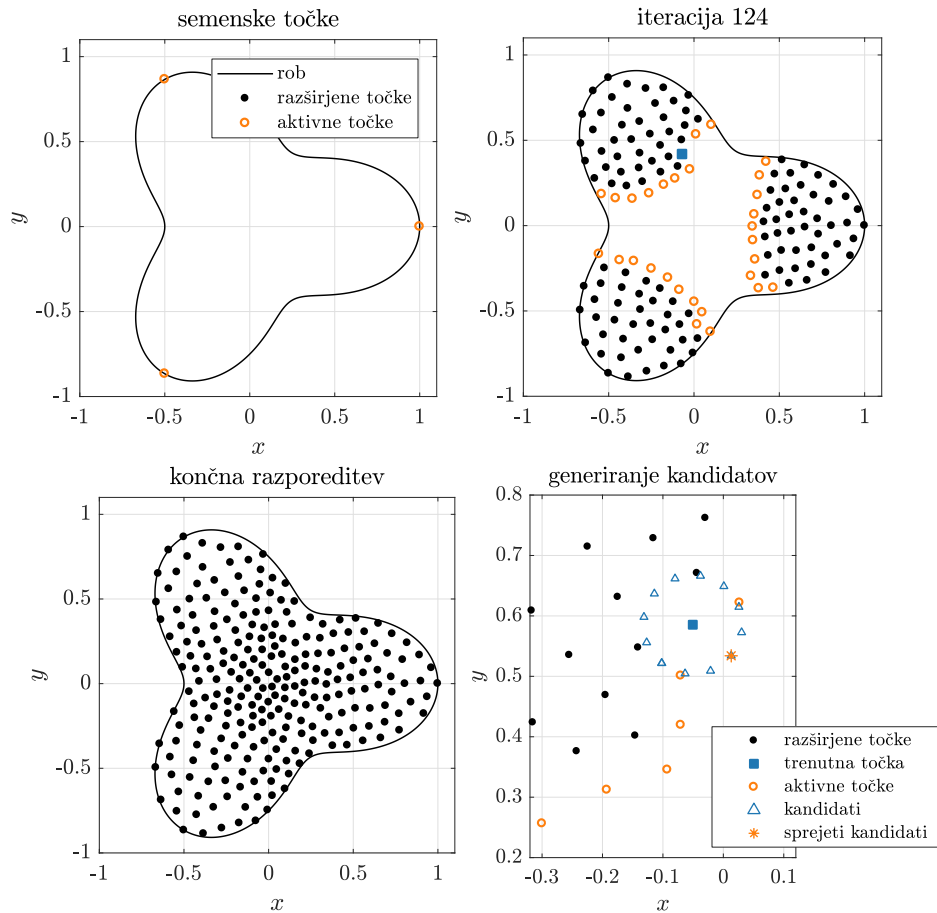 semenske točke
1
0.5
0
-0.5
-1
y
-1
-0.5
0
0.5
1
x
rob
razširjene točke
aktivne točke
iteracija 124
1
0.5
0
-0.5
-1
y
-1
-0.5
0
0.5
1
x
končna razporeditev
1
0.5
0
-0.5
-1
y
-1
-0.5
0
0.5
1
x
generiranje kandidatov
0.8
0.7
0.6
0.5
0.4
0.3
0.2
y
-0.3
-0.2
-0.1
0
0.1
x
razširjene točke
trenutna točka
aktivne točke
kandidati
sprejeti kandidati